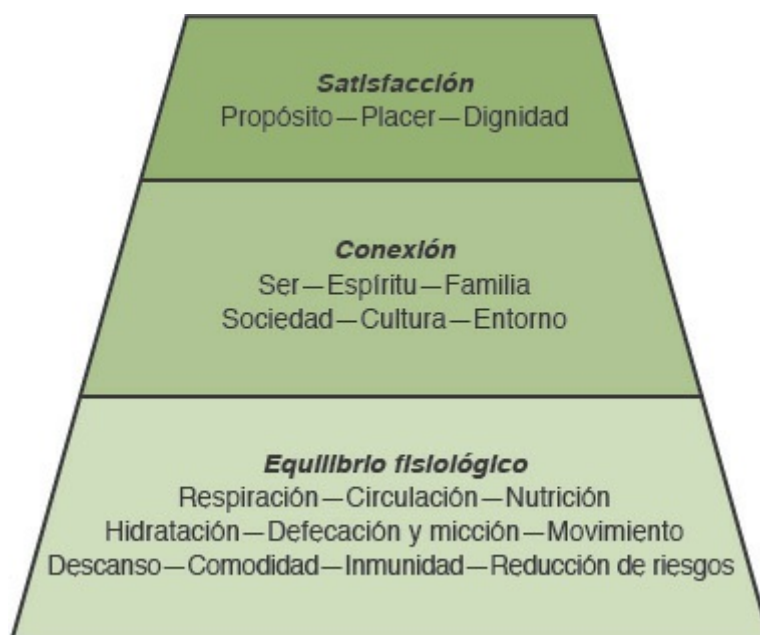 Satisfacción
Propósito—Placer—Dignidad
Conexión
Ser—Espíritu—Familia
Sociedad—Cultura—Entorno
Equilibrio fisiológico
Respiración—Circulación—Nutrición
Hidratación—Defecación y micción—Movimiento
Descanso—Comodidad—Inmunidad—Reducción de riesgos